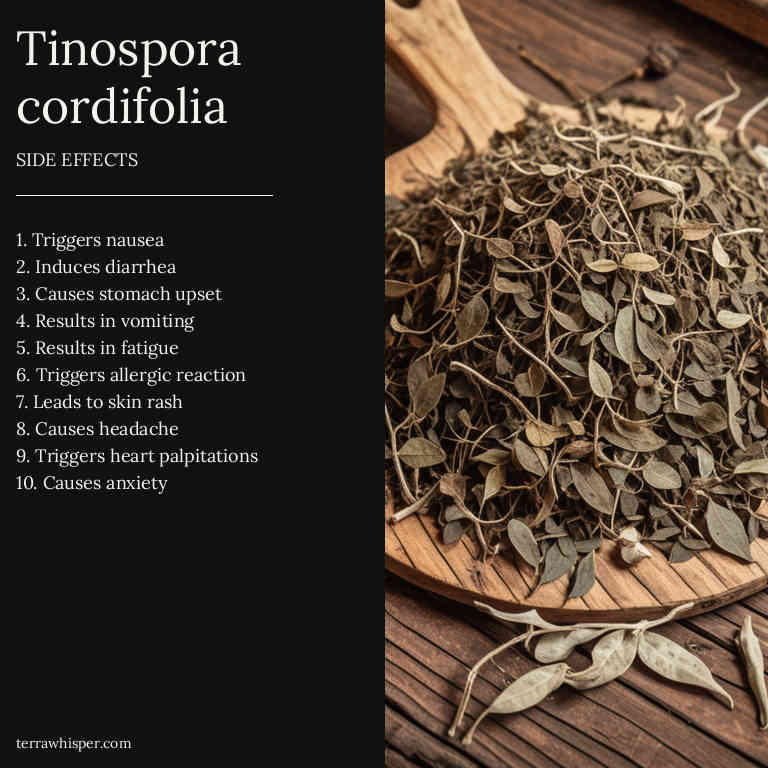 Tinospora
cordifolia
SIDE EFFECTS
1. Triggers nausea
2. Induces diarrhea
3. Causes stomach upset
4. Results in vomiting
5. Results in fatigue
6. Triggers allergic reaction
7. Leads to skin rash
8. Causes headache
9. Triggers heart palpitations
10. Causes anxiety
terrawhisper.com